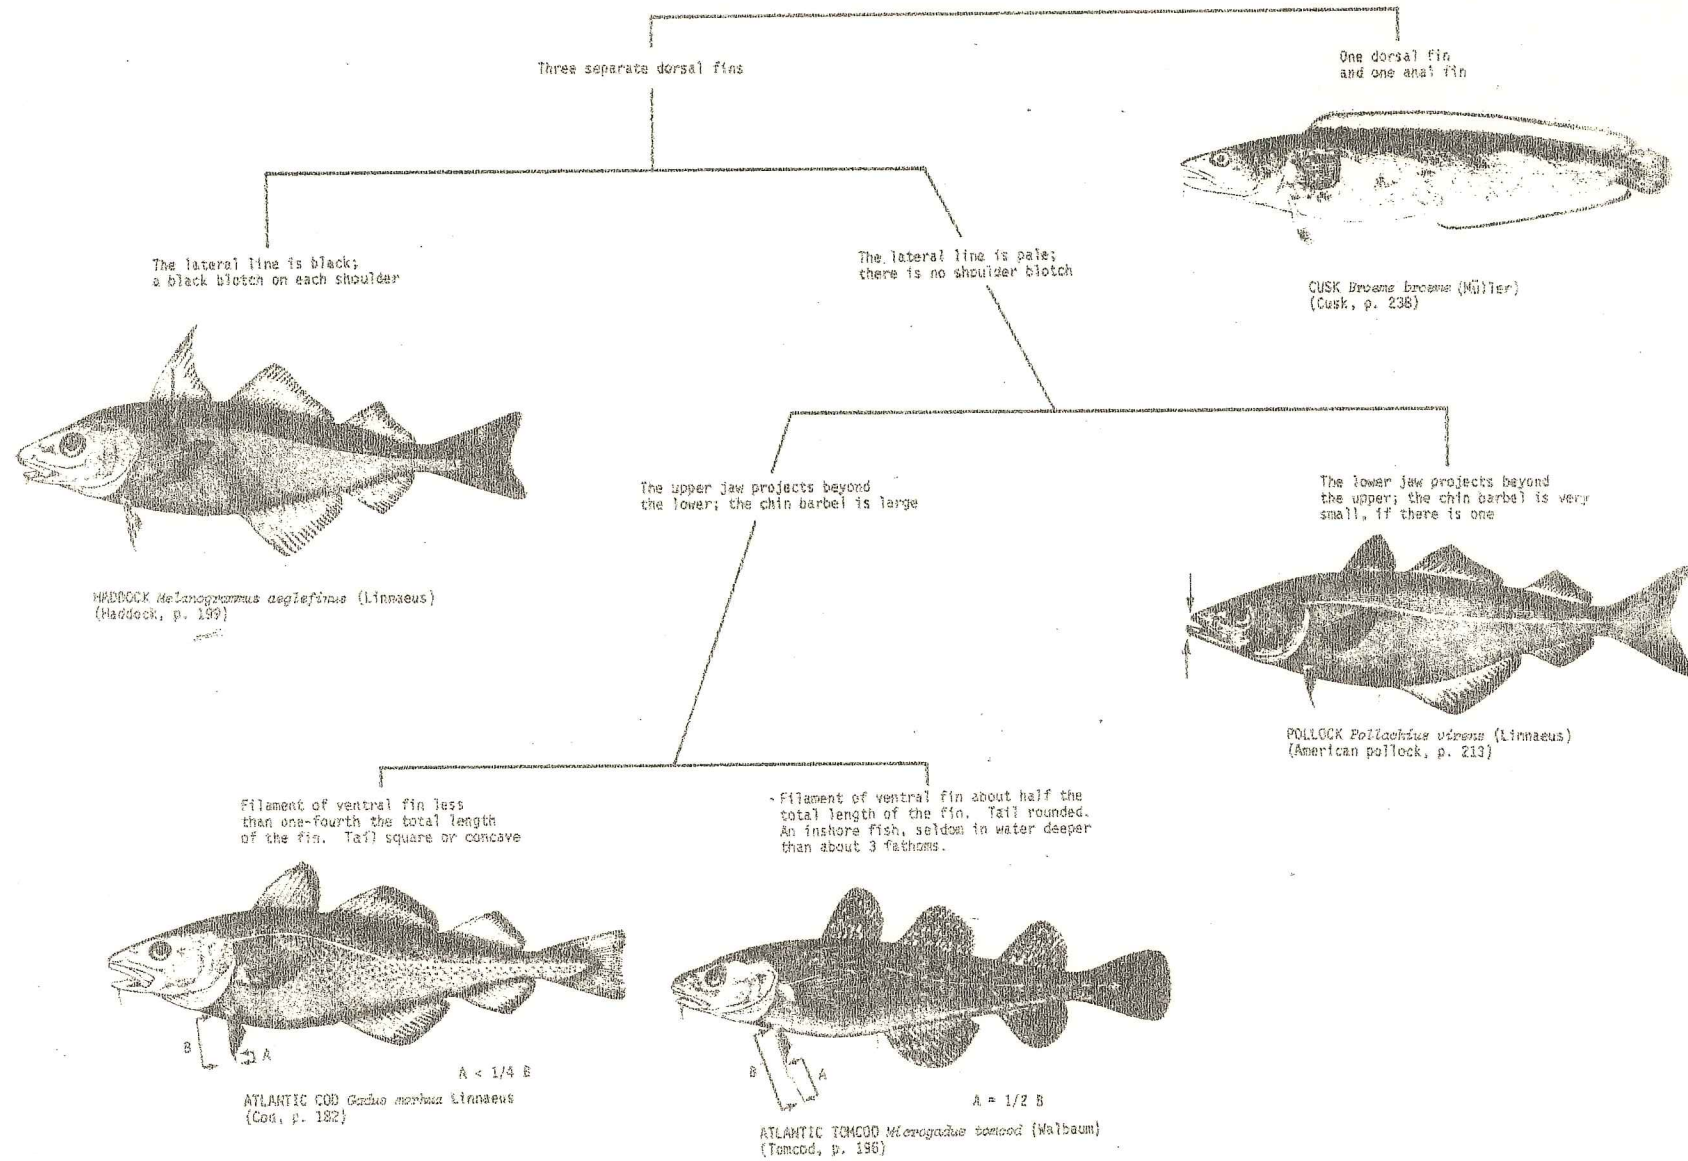 Three separate dorsal fins
One dorsal fin
and one anal fin
CUSK Brosme brosme (Müller)
(Cusk, p. 238)
The lateral line is black;
a black blotch on each shoulder
The lateral line is pale;
there is no shoulder blotch
HADDOCK Melanogrammus aeglefinus (Linnaeus)
(Haddock, p. 199)
The upper jaw projects beyond
the lower; the chin barbel is large
The lower jaw projects beyond
the upper; the chin barbel is very
small, if there is one
POLLOCK Pollachius virens (Linnaeus)
(American pollock, p. 213)
Filament of ventral fin less
than one-fourth the total length
of the fin. Tail square or concave
Filament of ventral fin about half the
total length of the fin. Tail rounded.
An inshore fish, seldom in water deeper
than about 3 fathoms.
B
A
A < 1/4 B
ATLANTIC COD Gadus morhua Linnaeus
(Cod, p. 182)
B
A
A = 1/2 B
ATLANTIC TOMCOD Microgadus tomcod (Walbaum)
(Tomcod, p. 196)